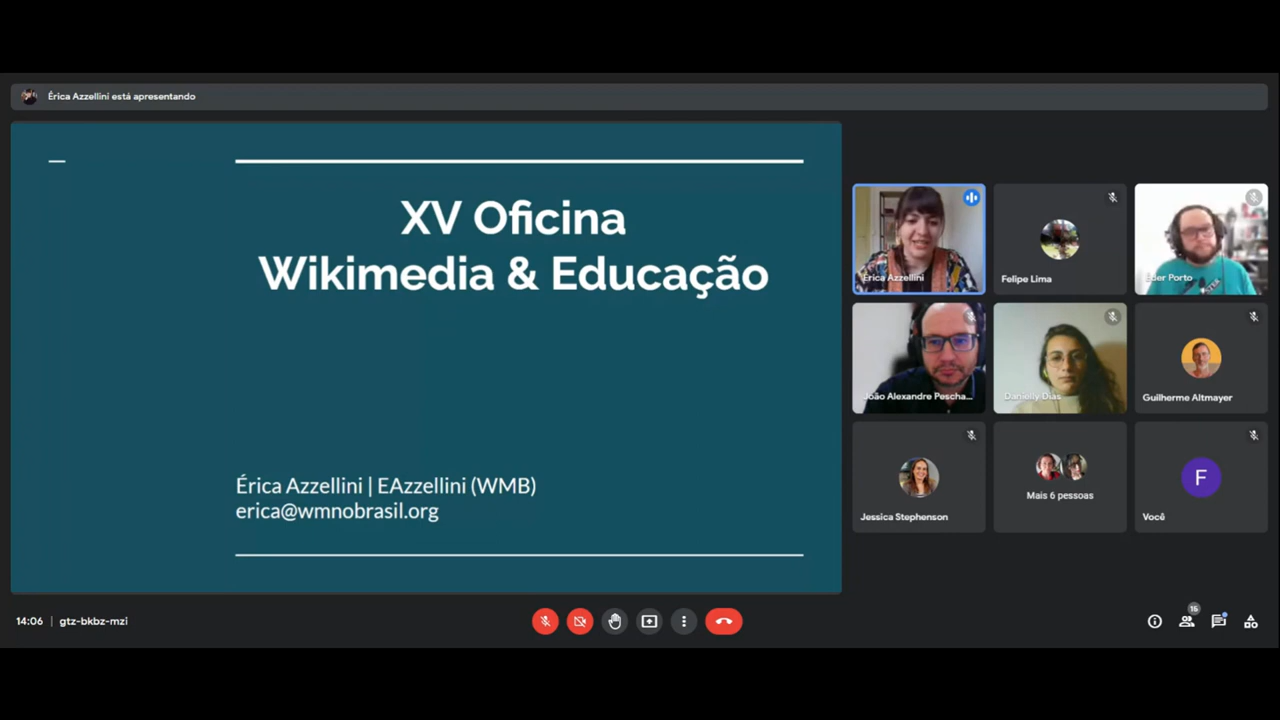 Érica Azzellini está apresentando
XV Oficina
Wikimedia & Educação
Érica Azzellini | EAzzellini (WMB)
erica@wmnobrasil.org
Érica Azzellini
Felipe Lima
Éder Porto
João Alexandre Pescha...
Danielly Dias
Guilherme Altmayer
Jessica Stephenson
Mais 6 pessoas
F
Você
14:06 | gtz-bkbz-mzi
15